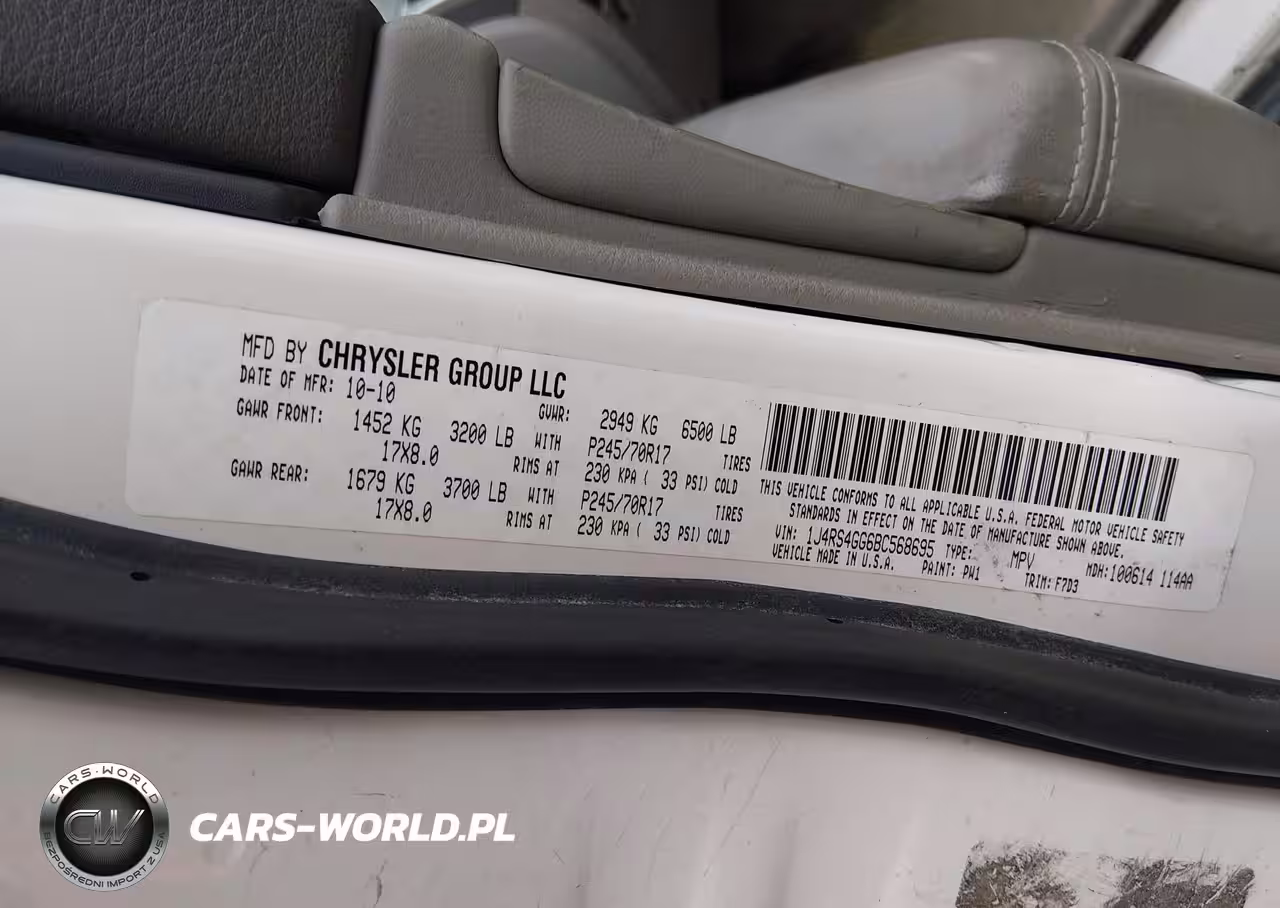 MFD BY CHRYSLER GROUP LLC
DATE OF MFR: 10-10 GVWR: 2949 KG 6500 LB
GAWR FRONT: 1452 KG 3200 LB WITH P245/70R17 TIRES
17X8.0 RIMS AT 230 KPA ( 33 PSI) COLD
GAWR REAR: 1679 KG 3700 LB WITH P245/70R17 TIRES
17X8.0 RIMS AT 230 KPA ( 33 PSI) COLD
THIS VEHICLE CONFORMS TO ALL APPLICABLE U.S.A. FEDERAL MOTOR VEHICLE SAFETY
STANDARDS IN EFFECT ON THE DATE OF MANUFACTURE SHOWN ABOVE.
VIN: 1J4RS4GG6BC568695 TYPE: MPV MDH:100614 114AA
VEHICLE MADE IN U.S.A. PAINT: PW1 TRIM: F7D3
CARS-WORLD
CW
BEZPOŚREDNI IMPORT Z USA
CARS-WORLD.PL